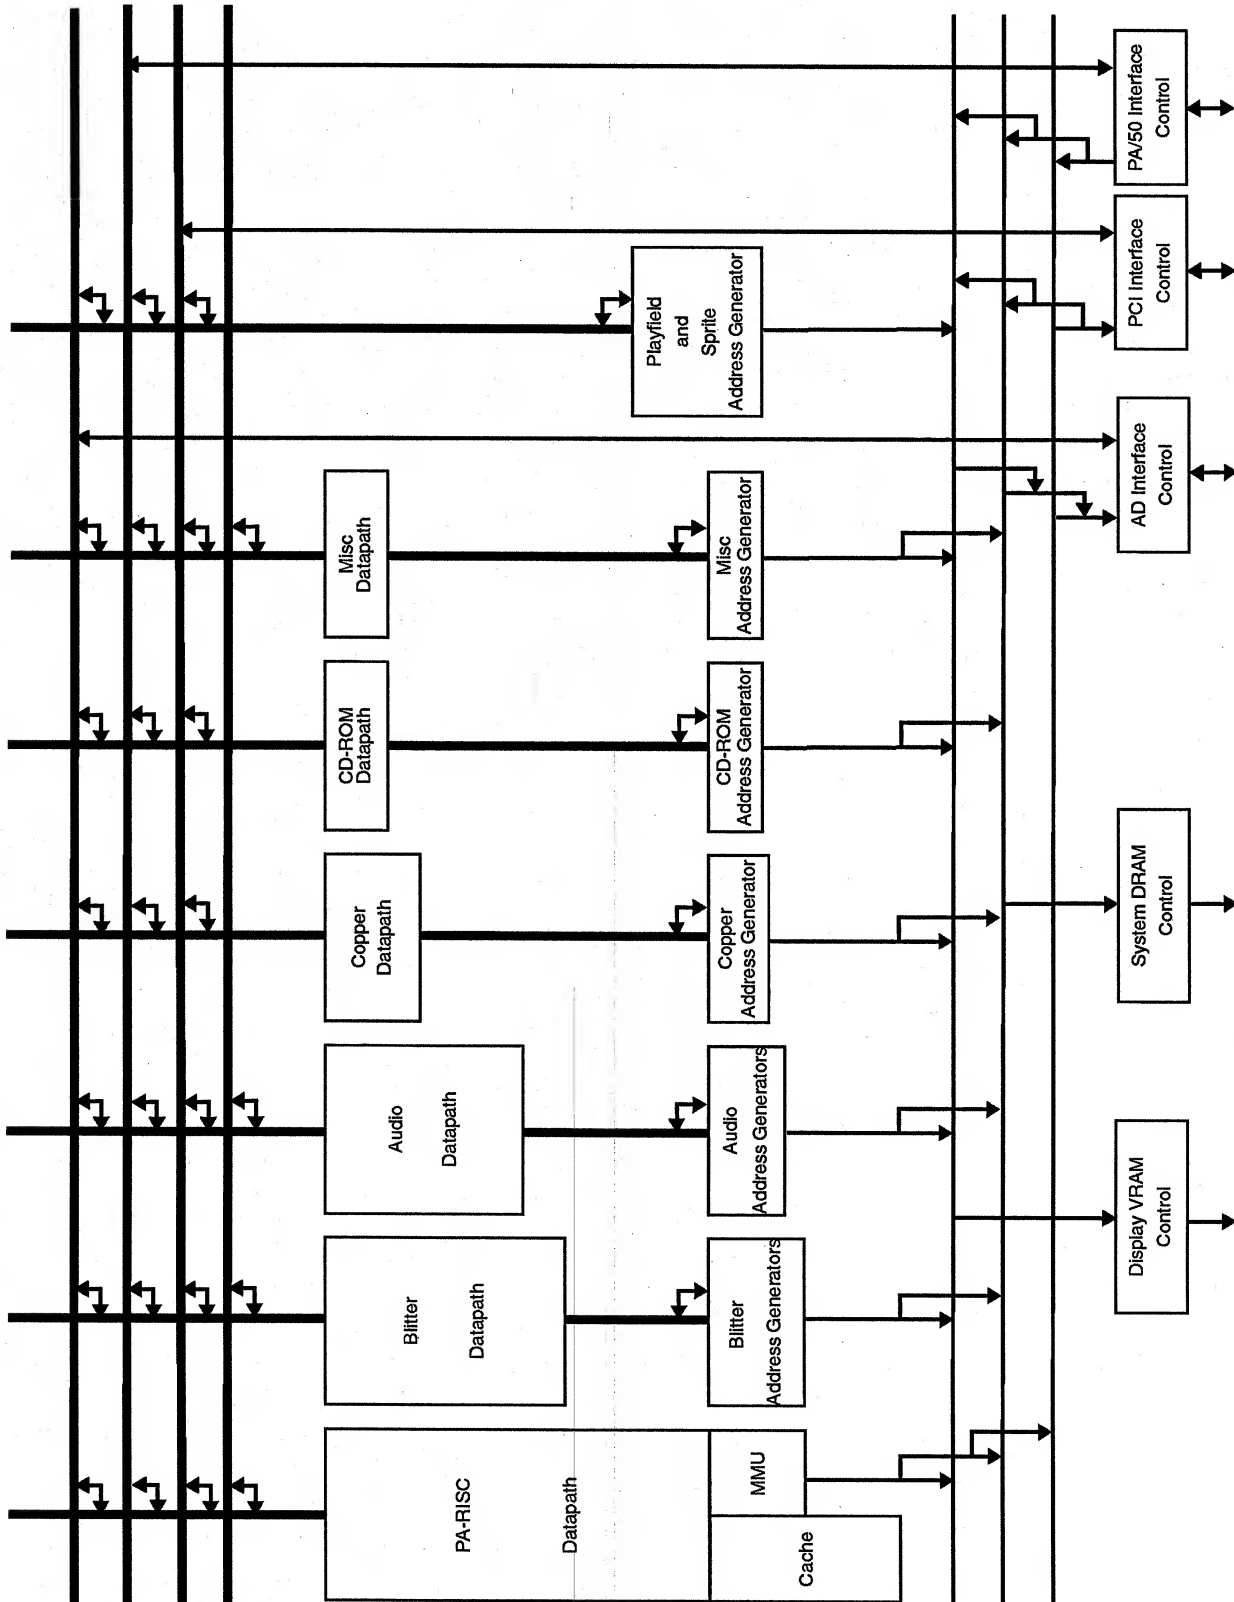 PA-RISC
Datapath
MMU
Cache
Blitter
Datapath
Blitter
Address Generators
Audio
Datapath
Audio
Address Generators
Copper
Datapath
Copper
Address Generator
CD-ROM
Datapath
CD-ROM
Address Generator
Misc
Datapath
Misc
Address Generator
Playfield
and
Sprite
Address Generator
Display VRAM
Control
System DRAM
Control
AD Interface
Control
PCI Interface
Control
PA/50 Interface
Control